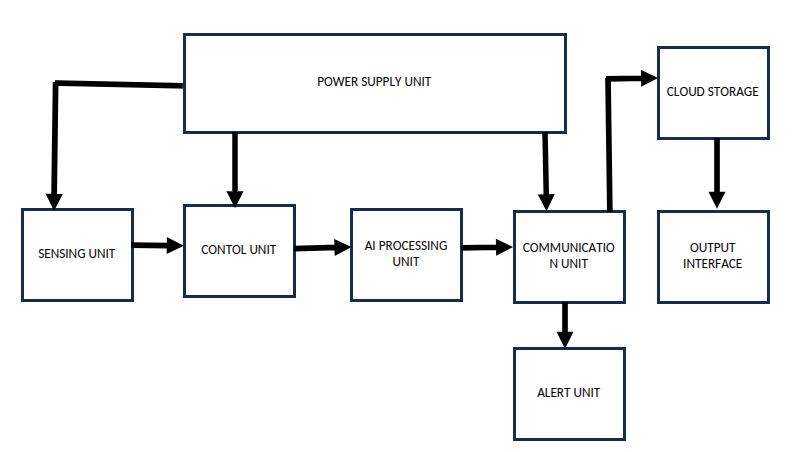 POWER SUPPLY UNIT
CLOUD STORAGE
SENSING UNIT
CONTOL UNIT
AI PROCESSING
UNIT
COMMUNICATIO
N UNIT
OUTPUT
INTERFACE
ALERT UNIT